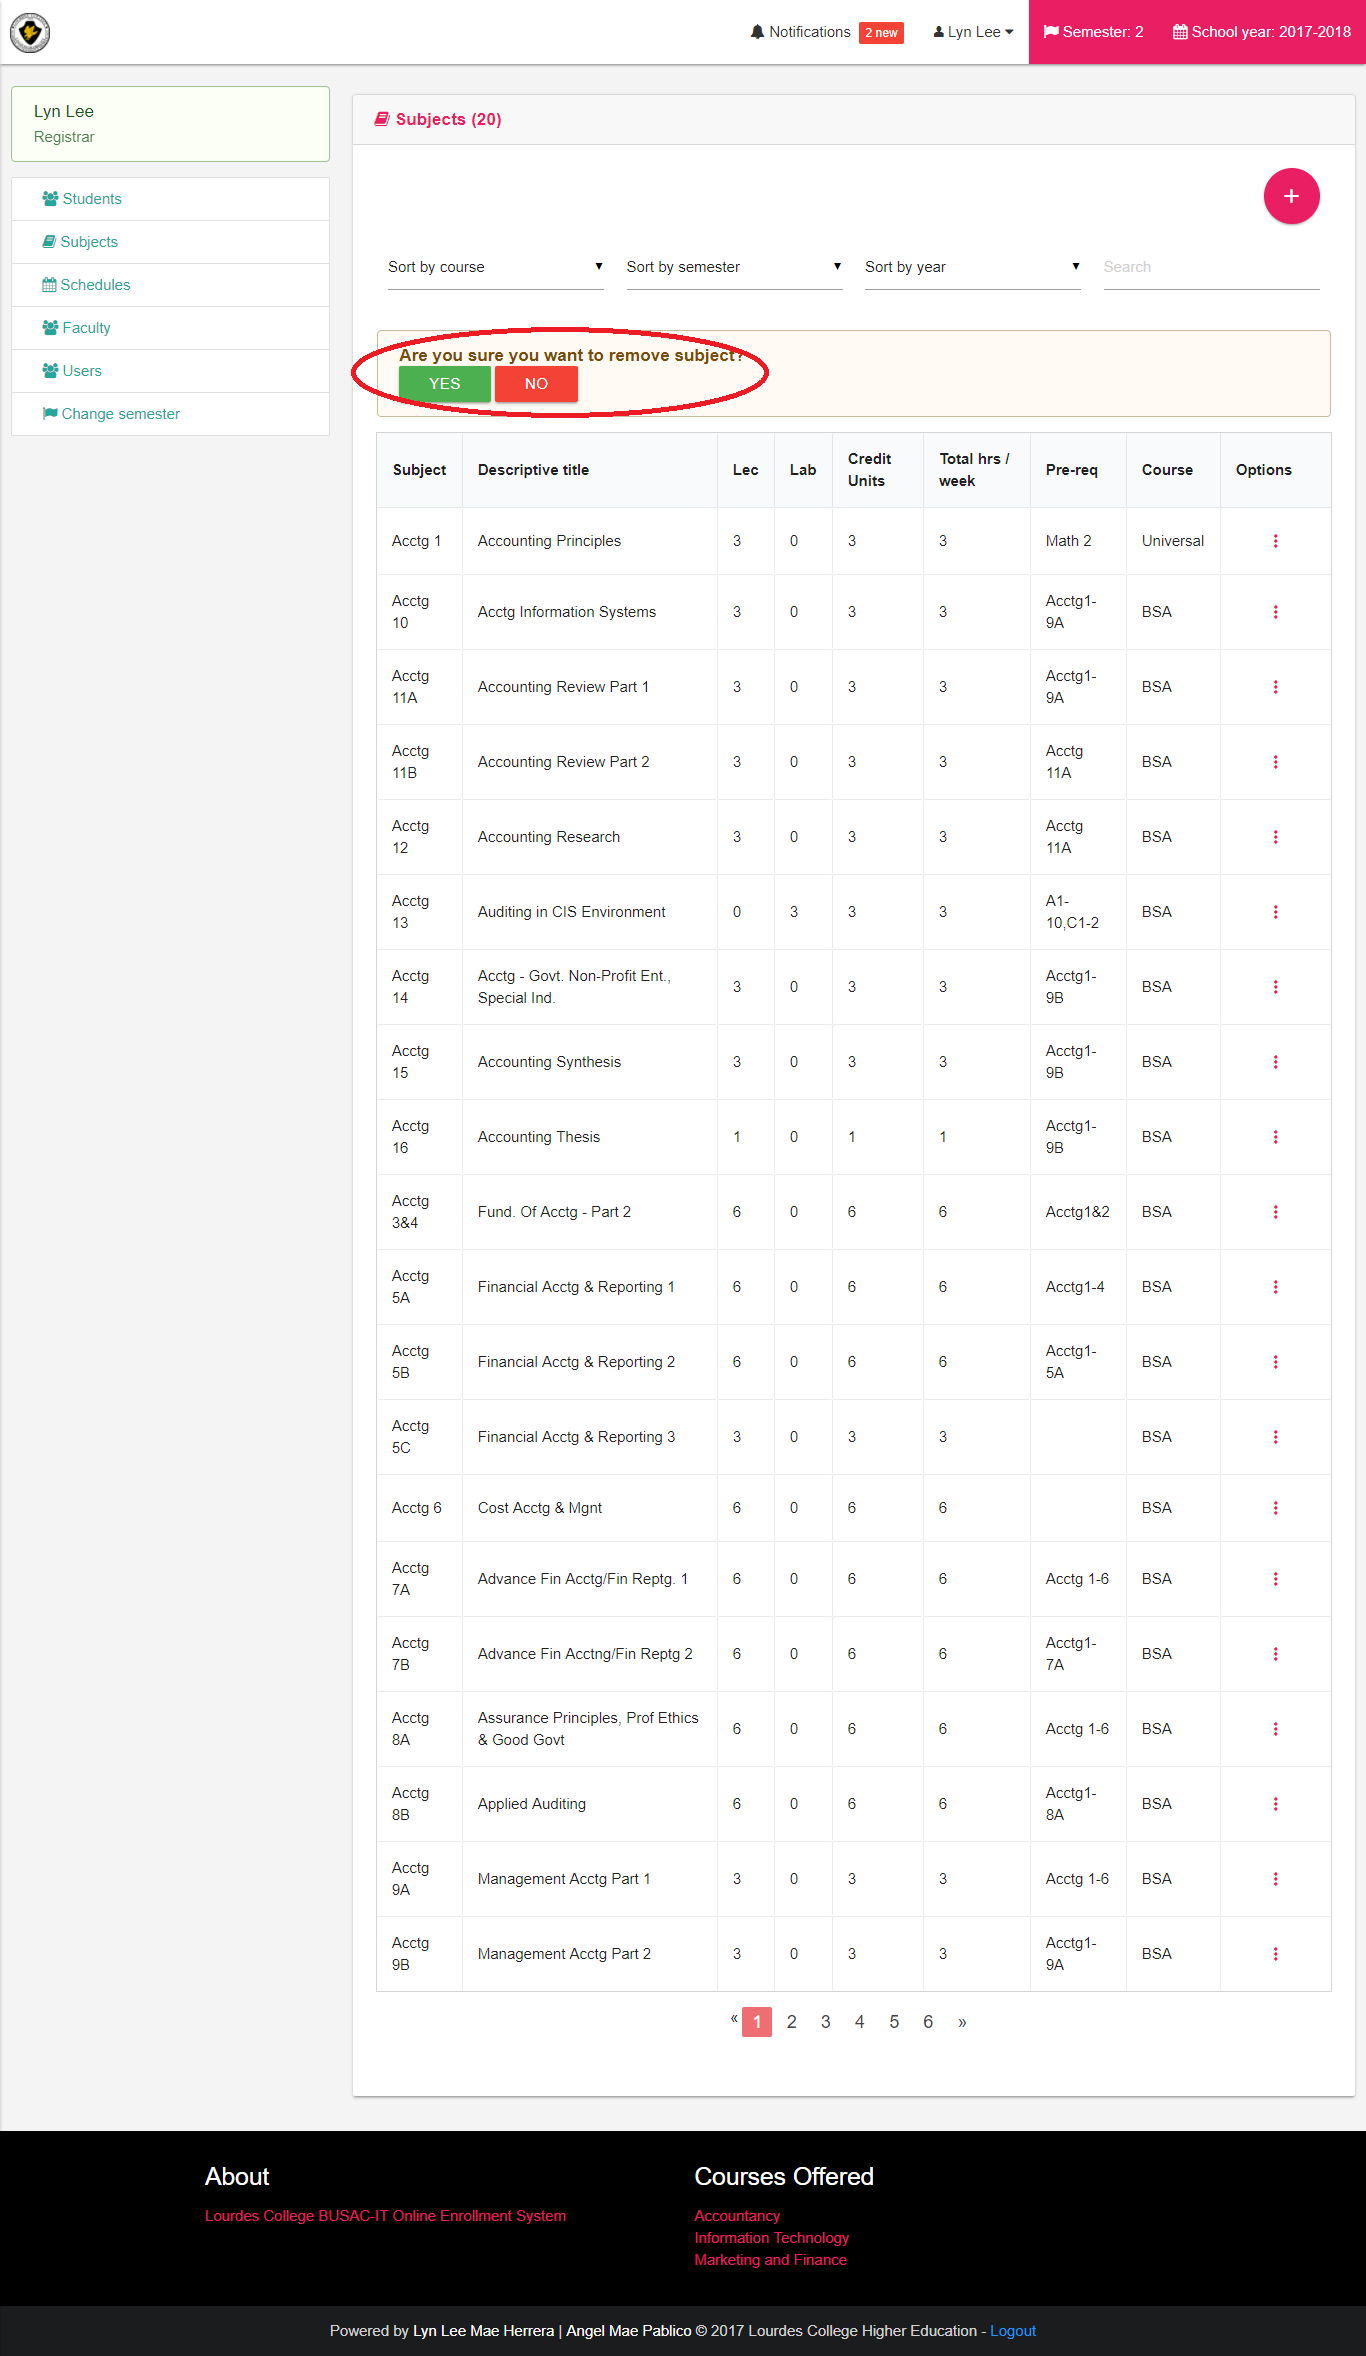 Notifications 2 new Lyn Lee Semester: 2 School year: 2017-2018
Lyn Lee
Registrar
Students
Subjects
Schedules
Faculty
Users
Change semester
Subjects (20)
+
Sort by course Sort by semester Sort by year Search
Are you sure you want to remove subject?
YES NO
Subject Descriptive title Lec Lab Credit Units Total hrs / week Pre-req Course Options
Acctg 1 Accounting Principles 3 0 3 3 Math 2 Universal
Acctg 10 Acctg Information Systems 3 0 3 3 Acctg1-9A BSA
Acctg 11A Accounting Review Part 1 3 0 3 3 Acctg1-9A BSA
Acctg 11B Accounting Review Part 2 3 0 3 3 Acctg 11A BSA
Acctg 12 Accounting Research 3 0 3 3 Acctg 11A BSA
Acctg 13 Auditing in CIS Environment 0 3 3 3 A1-10,C1-2 BSA
Acctg 14 Acctg - Govt. Non-Profit Ent., Special Ind. 3 0 3 3 Acctg1-9B BSA
Acctg 15 Accounting Synthesis 3 0 3 3 Acctg1-9B BSA
Acctg 16 Accounting Thesis 1 0 1 1 Acctg1-9B BSA
Acctg 3&4 Fund. Of Acctg - Part 2 6 0 6 6 Acctg1&2 BSA
Acctg 5A Financial Acctg & Reporting 1 6 0 6 6 Acctg1-4 BSA
Acctg 5B Financial Acctg & Reporting 2 6 0 6 6 Acctg1-5A BSA
Acctg 5C Financial Acctg & Reporting 3 3 0 3 3 BSA
Acctg 6 Cost Acctg & Mgnt 6 0 6 6 BSA
Acctg 7A Advance Fin Acctg/Fin Reptg. 1 6 0 6 6 Acctg 1-6 BSA
Acctg 7B Advance Fin Acctng/Fin Reptg 2 6 0 6 6 Acctg1-7A BSA
Acctg 8A Assurance Principles, Prof Ethics & Good Govt 6 0 6 6 Acctg 1-6 BSA
Acctg 8B Applied Auditing 6 0 6 6 Acctg1-8A BSA
Acctg 9A Management Acctg Part 1 3 0 3 3 Acctg 1-6 BSA
Acctg 9B Management Acctg Part 2 3 0 3 3 Acctg1-9A BSA
« 1 2 3 4 5 6 »
About
Lourdes College BUSAC-IT Online Enrollment System
Courses Offered
Accountancy
Information Technology
Marketing and Finance
Powered by Lyn Lee Mae Herrera | Angel Mae Pablico © 2017 Lourdes College Higher Education - Logout